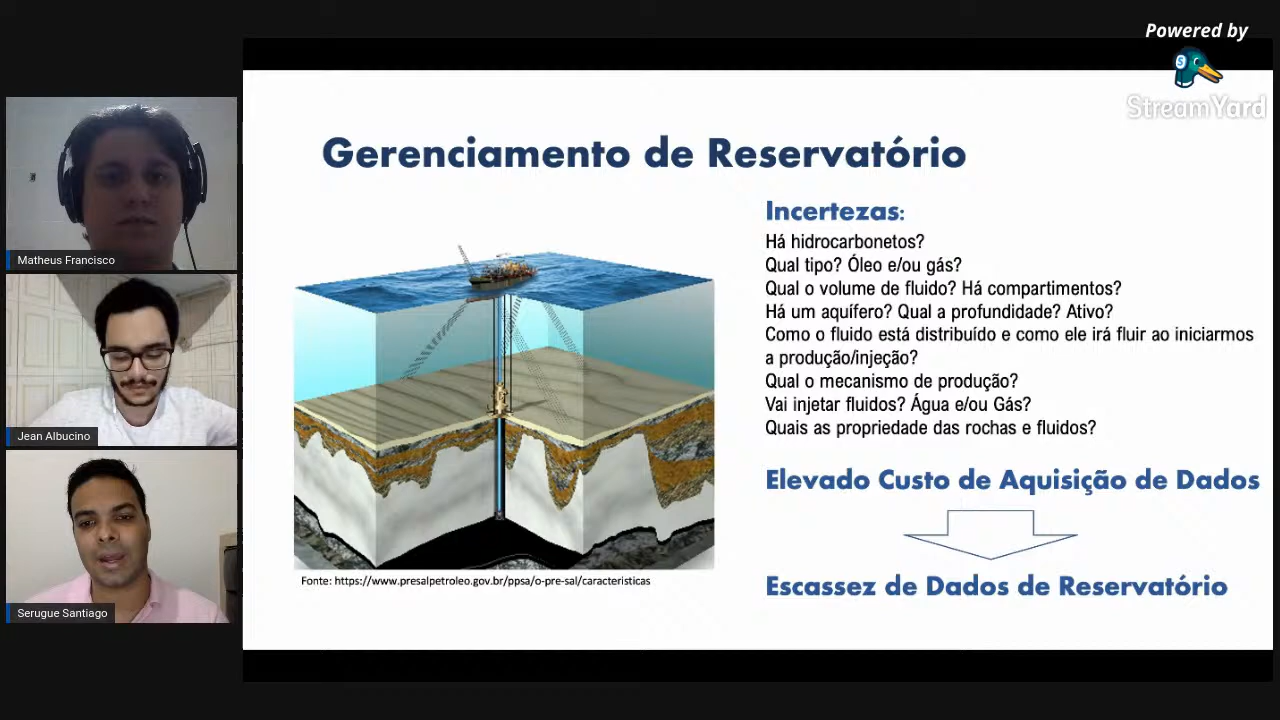 Powered by
StreamYard
Matheus Francisco
Jean Albucino
Serugue Santiago
Gerenciamento de Reservatório
Incertezas:
Há hidrocarbonetos?
Qual tipo? Óleo e/ou gás?
Qual o volume de fluido? Há compartimentos?
Há um aquífero? Qual a profundidade? Ativo?
Como o fluido está distribuído e como ele irá fluir ao iniciarmos
a produção/injeção?
Qual o mecanismo de produção?
Vai injetar fluidos? Água e/ou Gás?
Quais as propriedade das rochas e fluidos?
Elevado Custo de Aquisição de Dados
Escassez de Dados de Reservatório
Fonte: https://www.presalpetroleo.gov.br/ppsa/o-pre-sal/caracteristicas